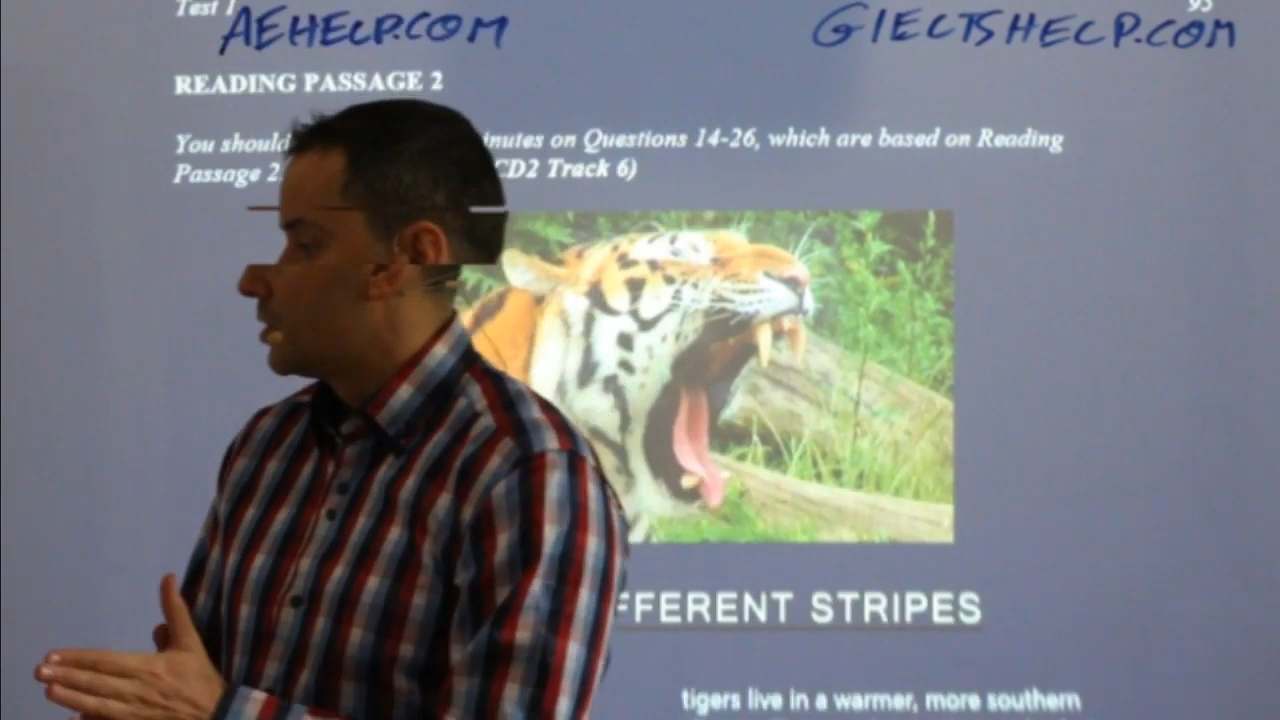 Test 1
95
AEHELP.COM
GIELTSHELP.COM
READING PASSAGE 2
You should inutes on Questions 14-26, which are based on Reading
Passage 2 CD2 Track 6)
FFERENT STRIPES
tigers live in a warmer, more southern